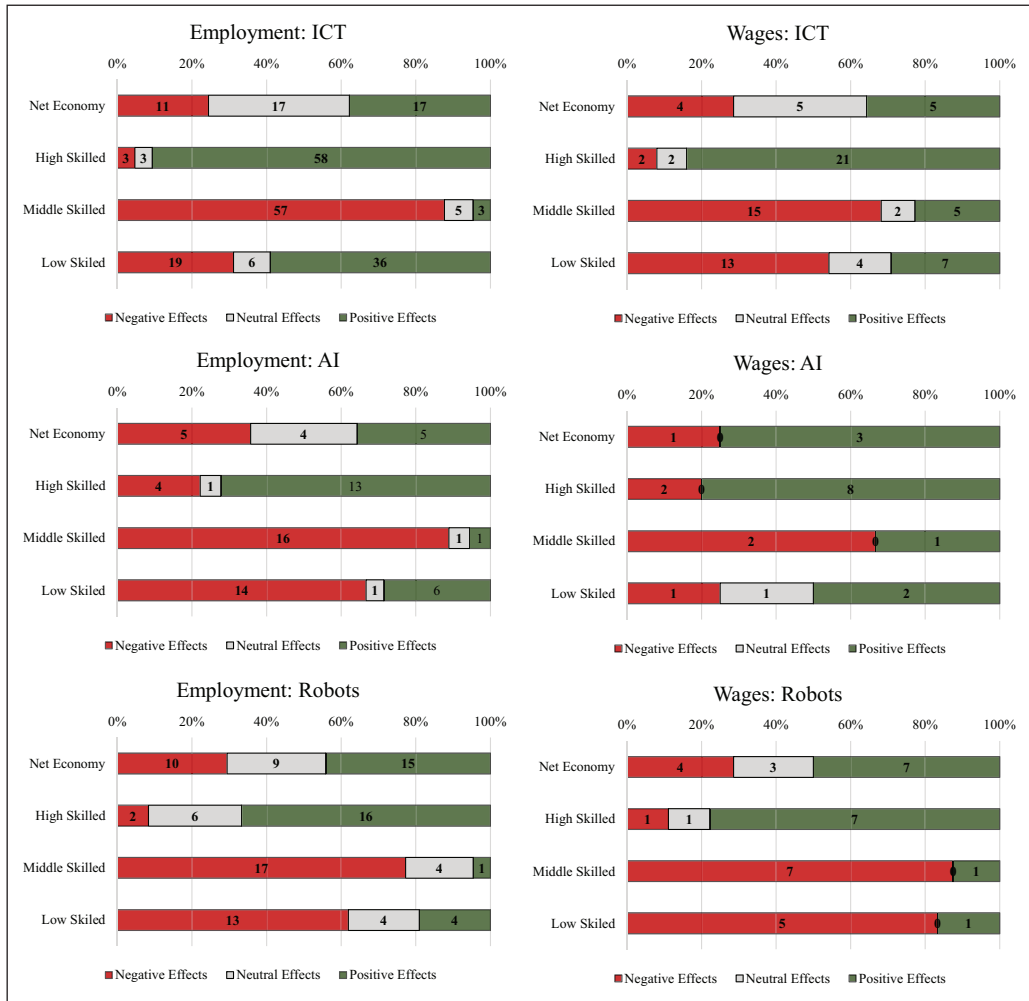 Employment: ICT
0% 20% 40% 60% 80% 100%
Net Economy 11 17 17
High Skilled 3 3 58
Middle Skilled 57 5 3
Low Skiled 19 6 36
Negative Effects Neutral Effects Positive Effects
Wages: ICT
0% 20% 40% 60% 80% 100%
Net Economy 4 5 5
High Skilled 2 2 21
Middle Skilled 15 2 5
Low Skiled 13 4 7
Negative Effects Neutral Effects Positive Effects
Employment: AI
0% 20% 40% 60% 80% 100%
Net Economy 5 4 5
High Skilled 4 1 13
Middle Skilled 16 1 1
Low Skiled 14 1 6
Negative Effects Neutral Effects Positive Effects
Wages: AI
0% 20% 40% 60% 80% 100%
Net Economy 1 0 3
High Skilled 2 0 8
Middle Skilled 2 0 1
Low Skiled 1 1 2
Negative Effects Neutral Effects Positive Effects
Employment: Robots
0% 20% 40% 60% 80% 100%
Net Economy 10 9 15
High Skilled 2 6 16
Middle Skilled 17 4 1
Low Skiled 13 4 4
Negative Effects Neutral Effects Positive Effects
Wages: Robots
0% 20% 40% 60% 80% 100%
Net Economy 4 3 7
High Skilled 1 1 7
Middle Skilled 7 0 1
Low Skiled 5 0 1
Negative Effects Neutral Effects Positive Effects